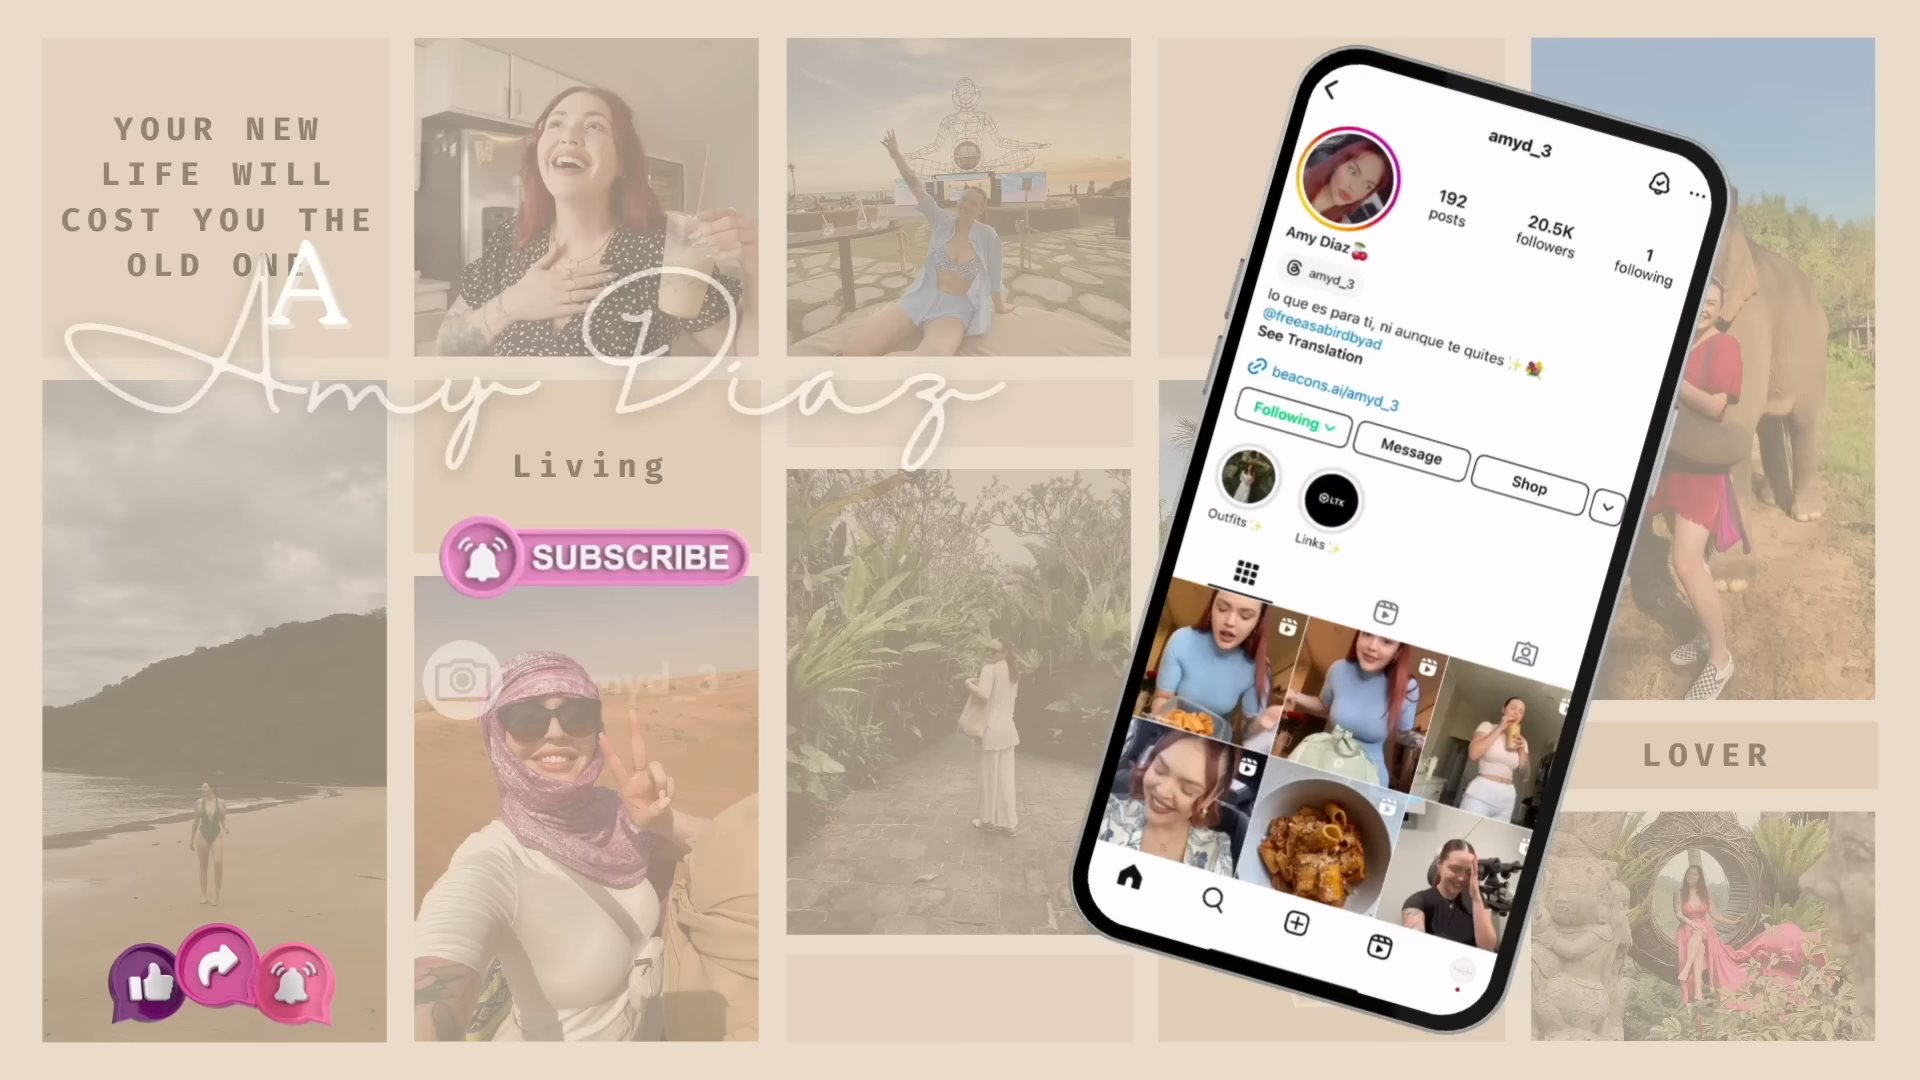 YOUR NEW
LIFE WILL
COST YOU THE
OLD ONE
A
Amy Diaz
Living
SUBSCRIBE
amyd_3
192
posts
20.5K
followers
1
following
Amy Diaz🍒
amyd_3
lo que es para ti, ni aunque te quites✨💐
@freeasabirdbyad
See Translation
beacons.ai/amyd_3
Following
Message
Shop
LTK
Outfits✨
Links✨
LOVER